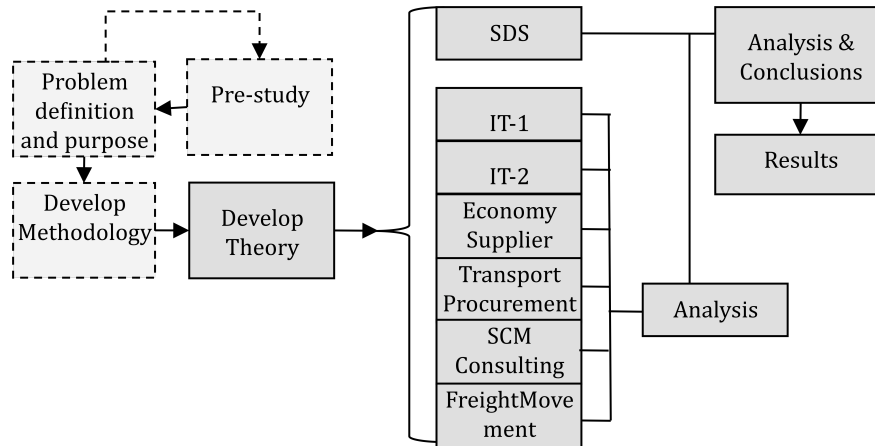 Problem
definition
and purpose
Pre-study
Develop
Methodology
Develop
Theory
SDS
IT-1
IT-2
Economy
Supplier
Transport
Procurement
SCM
Consulting
FreightMove
ment
Analysis
Analysis &
Conclusions
Results